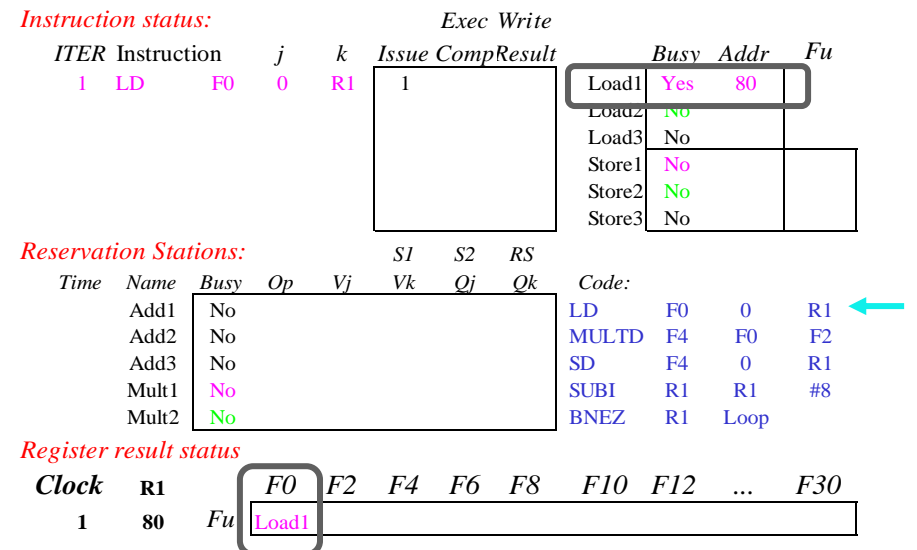 Instruction status: Exec Write
ITER Instruction j k Issue Comp Result Busy Addr Fu
1 LD F0 0 R1 1 Load1 Yes 80
Load2 No
Load3 No
Store1 No
Store2 No
Store3 No
Reservation Stations: S1 S2 RS
Time Name Busy Op Vj Vk Qj Qk Code:
Add1 No LD F0 0 R1
Add2 No MULTD F4 F0 F2
Add3 No SD F4 0 R1
Mult1 No SUBI R1 R1 #8
Mult2 No BNEZ R1 Loop
Register result status
Clock R1 F0 F2 F4 F6 F8 F10 F12 ... F30
1 80 Fu Load1